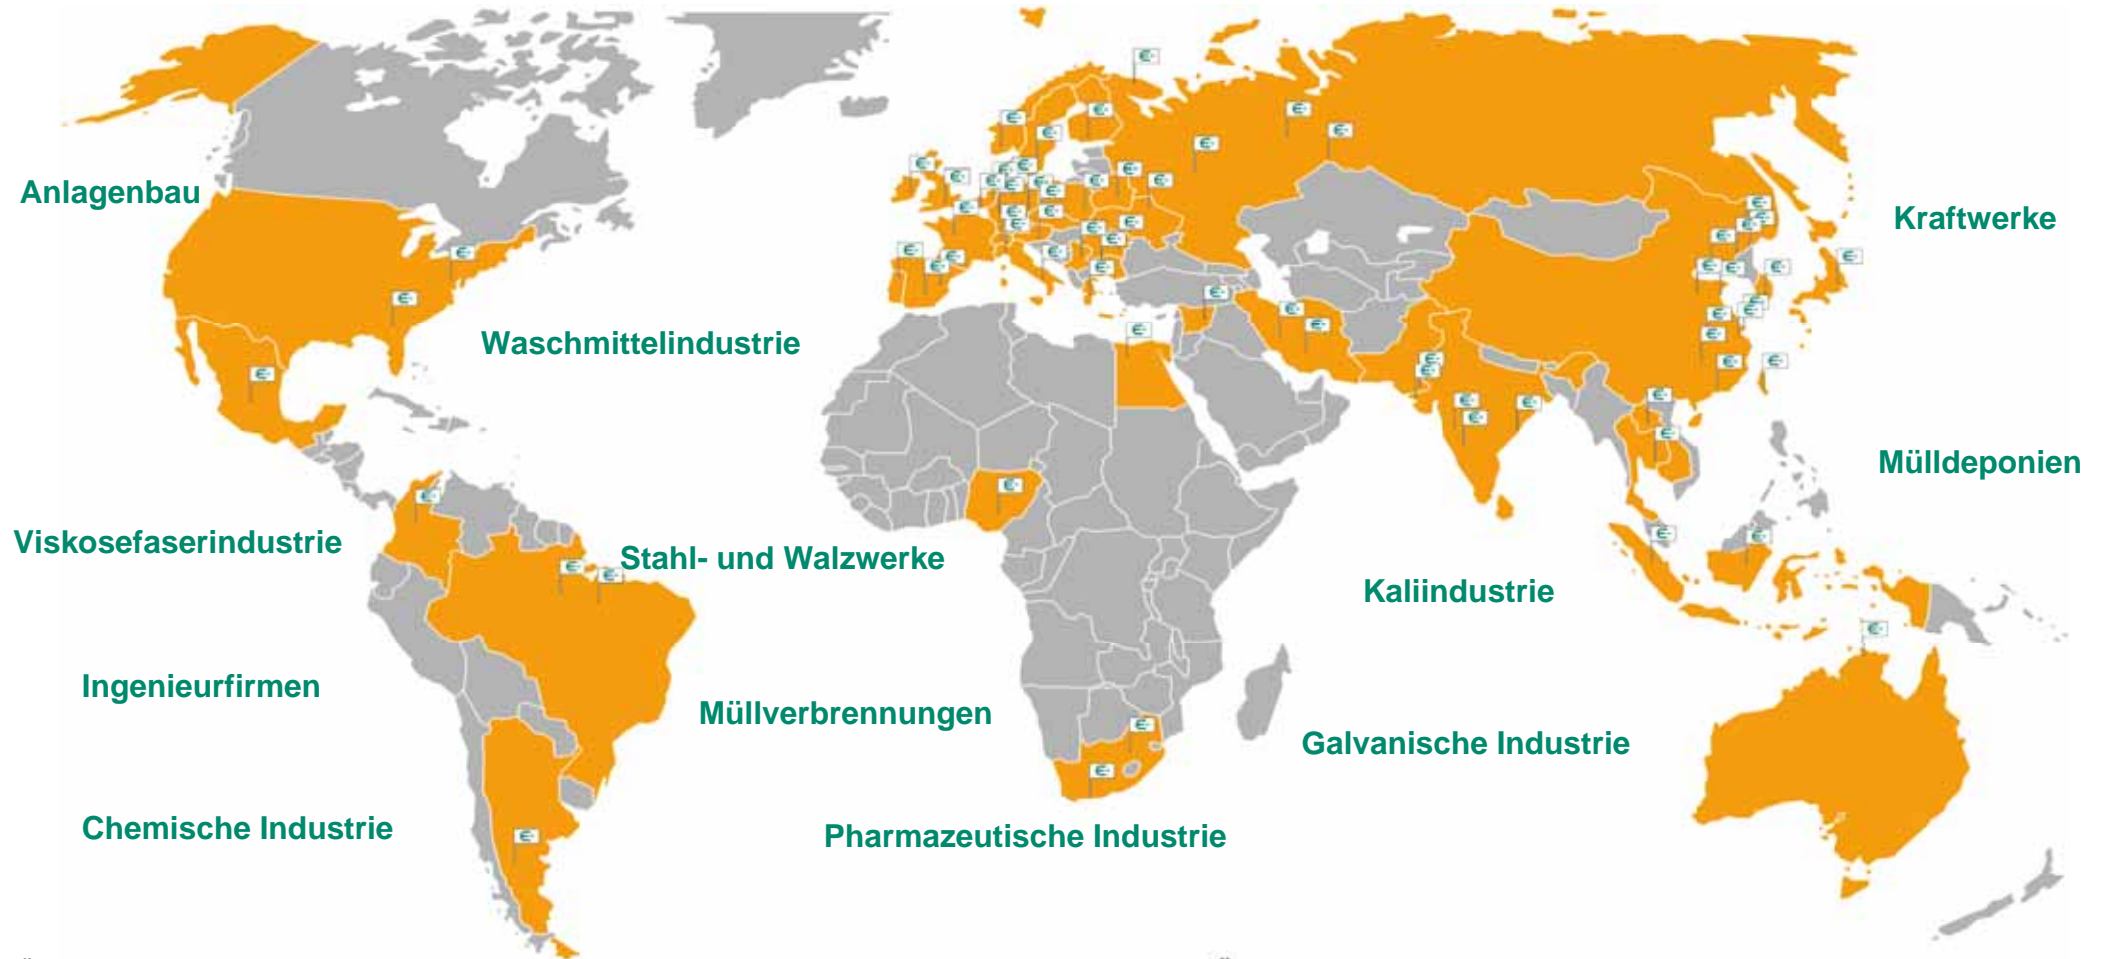 Anlagenbau
Kraftwerke
Waschmittelindustrie
Mülldeponien
Viskosefaserindustrie
Stahl- und Walzwerke
Kaliindustrie
Ingenieurfirmen
Müllverbrennungen
Galvanische Industrie
Chemische Industrie
Pharmazeutische Industrie